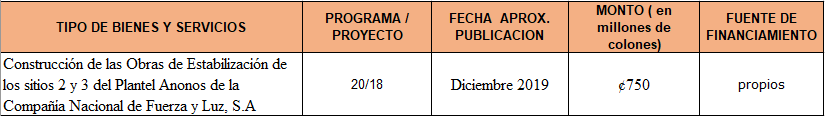 TIPO DE BIENES Y SERVICIOS
PROGRAMA /
PROYECTO
FECHA APROX.
PUBLICACION
MONTO ( en
millones de
colones)
FUENTE DE
FINANCIAMIENTO
Construcción de las Obras de Estabilización de
los sitios 2 y 3 del Plantel Anonos de la
Compañia Nacional de Fuerza y Luz, S.A
20/18
Diciembre 2019
¢750
propios